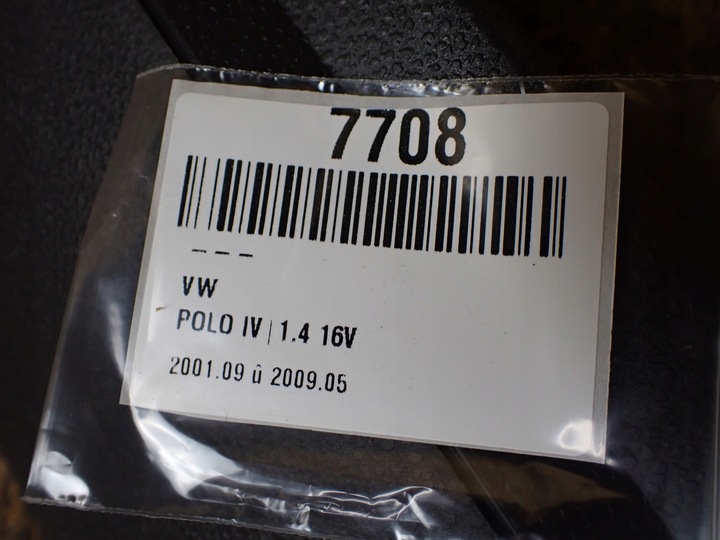 7708
– – –
VW
POLO IV | 1.4 16V
2001.09 û 2009.05